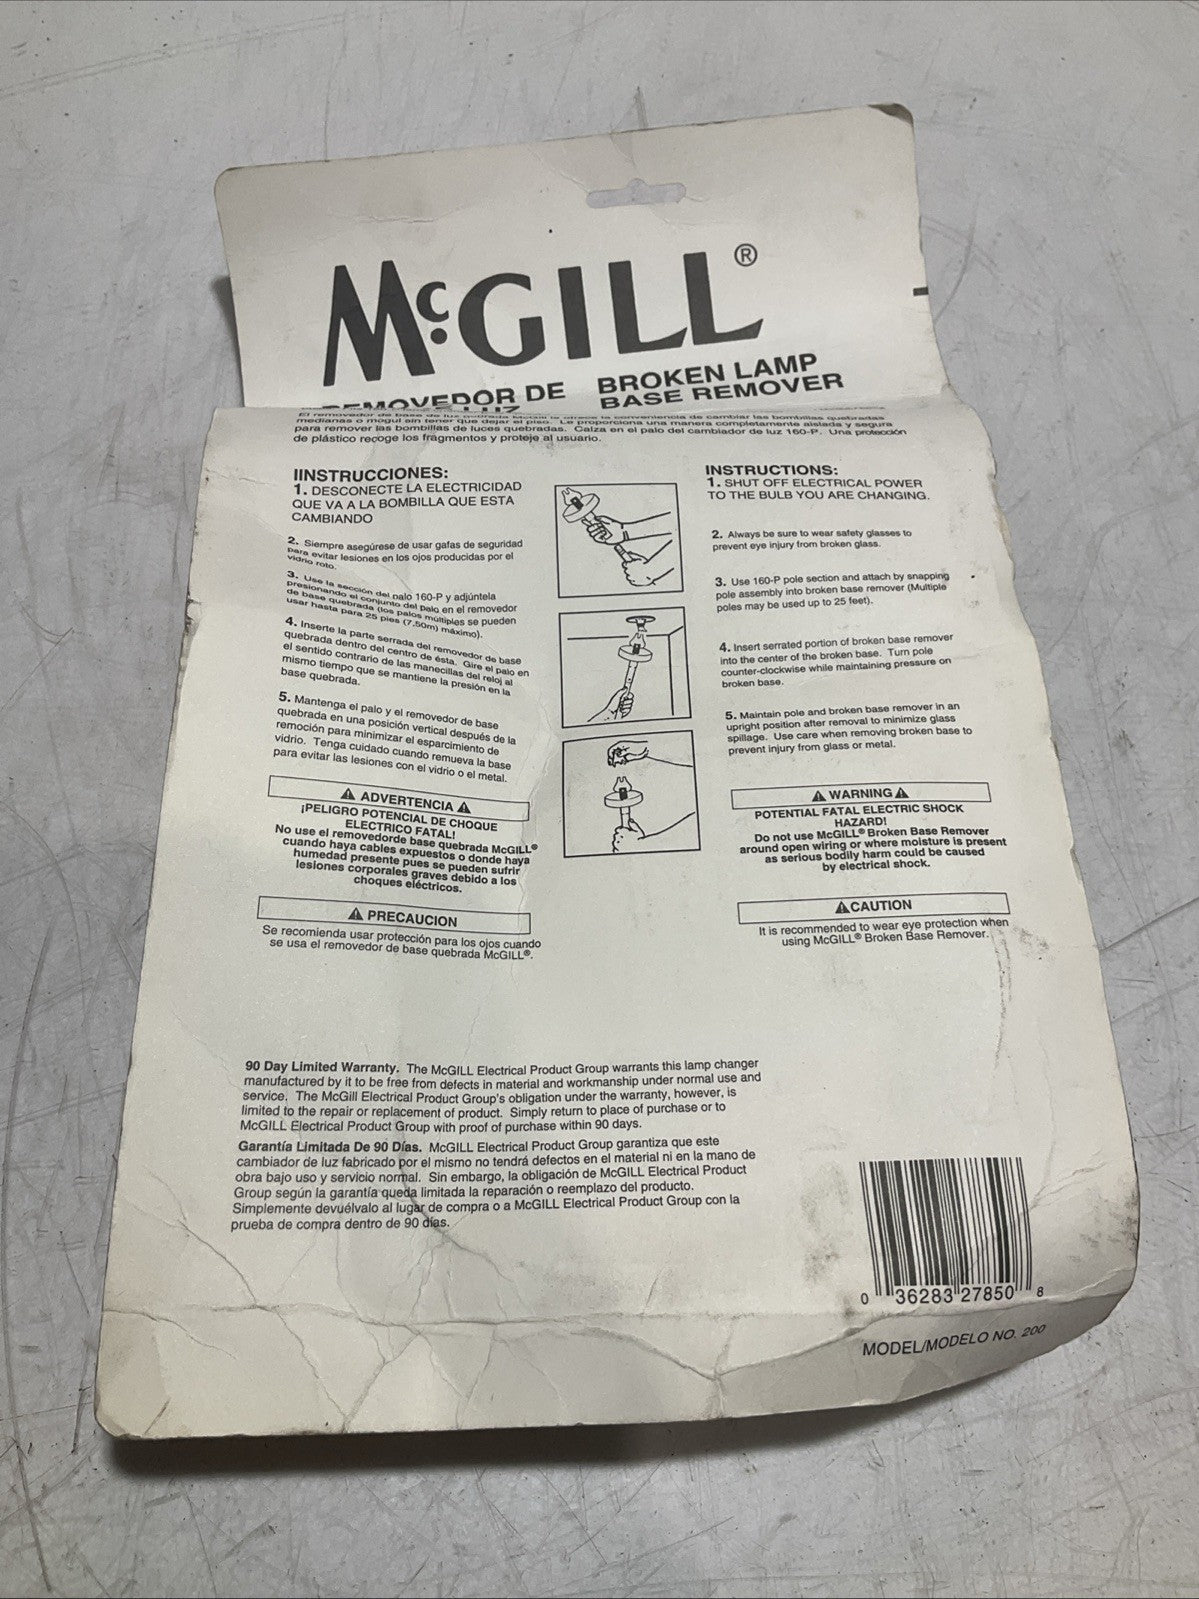 McGILL®
REMOVEDOR DE
BROKEN LAMP
BASE REMOVER
El removedor de base de luz quebrada McGILL le ofrece la conveniencia de cambiar las bombillas quebradas
medianas o mogul sin tener que dejar el piso. Le proporciona una manera completamente aislada y segura
para remover las bombillas de luces quebradas. Calza en el palo del cambiador de luz 160-P. Una protección
de plástico recoge los fragmentos y proteje al usuario.
IINSTRUCCIONES:
1. DESCONECTE LA ELECTRICIDAD
QUE VA A LA BOMBILLA QUE ESTA
CAMBIANDO
2. Siempre asegúrese de usar gafas de seguridad
para evitar lesiones en los ojos producidas por el
vidrio roto.
3. Use la sección del palo 160-P y adjúntela
presionando el conjunto del palo en el removedor
de base quebrada (los palos múltiples se pueden
usar hasta para 25 pies (7,50m) máximo).
4. Inserte la parte serrada del removedor de base
quebrada dentro del centro de ésta. Gire el palo en
el sentido contrario de las manecillas del reloj al
mismo tiempo que se mantiene la presión en la
base quebrada.
5. Mantenga el palo y el removedor de base
quebrada en una posición vertical después de la
remoción para minimizar el esparcimiento de
vidrio. Tenga cuidado cuando remueva la base
para evitar las lesiones con el vidrio o el metal.
⚠ ADVERTENCIA ⚠
¡PELIGRO POTENCIAL DE CHOQUE
ELECTRICO FATAL!
No use el removedorde base quebrada McGILL®
cuando haya cables expuestos o donde haya
humedad presente pues se pueden sufrir
lesiones corporales graves debido a los
choques eléctricos.
⚠ PRECAUCION
Se recomienda usar protección para los ojos cuando
se usa el removedor de base quebrada McGILL®.
INSTRUCTIONS:
1. SHUT OFF ELECTRICAL POWER
TO THE BULB YOU ARE CHANGING.
2. Always be sure to wear safety glasses to
prevent eye injury from broken glass.
3. Use 160-P pole section and attach by snapping
pole assembly into broken base remover (Multiple
poles may be used up to 25 feet).
4. Insert serrated portion of broken base remover
into the center of the broken base. Turn pole
counter-clockwise while maintaining pressure on
broken base.
5. Maintain pole and broken base remover in an
upright position after removal to minimize glass
spillage. Use care when removing broken base to
prevent injury from glass or metal.
⚠ WARNING ⚠
POTENTIAL FATAL ELECTRIC SHOCK
HAZARD!
Do not use McGILL® Broken Base Remover
around open wiring or where moisture is present
as serious bodily harm could be caused
by electrical shock.
⚠ CAUTION
It is recommended to wear eye protection when
using McGILL® Broken Base Remover.
90 Day Limited Warranty. The McGILL Electrical Product Group warrants this lamp changer
manufactured by it to be free from defects in material and workmanship under normal use and
service. The McGill Electrical Product Group's obligation under the warranty, however, is
limited to the repair or replacement of product. Simply return to place of purchase or to
McGILL Electrical Product Group with proof of purchase within 90 days.
Garantía Limitada De 90 Días. McGILL Electrical Product Group garantiza que este
cambiador de luz fabricado por el mismo no tendrá defectos en el material ni en la mano de
obra bajo uso y servicio normal. Sin embargo, la obligación de McGILL Electrical Product
Group según la garantía queda limitada la reparación o reemplazo del producto.
Simplemente devuélvalo al lugar de compra o a McGILL Electrical Product Group con la
prueba de compra dentro de 90 días.
0 36283 27850 8
MODEL/MODELO NO. 200